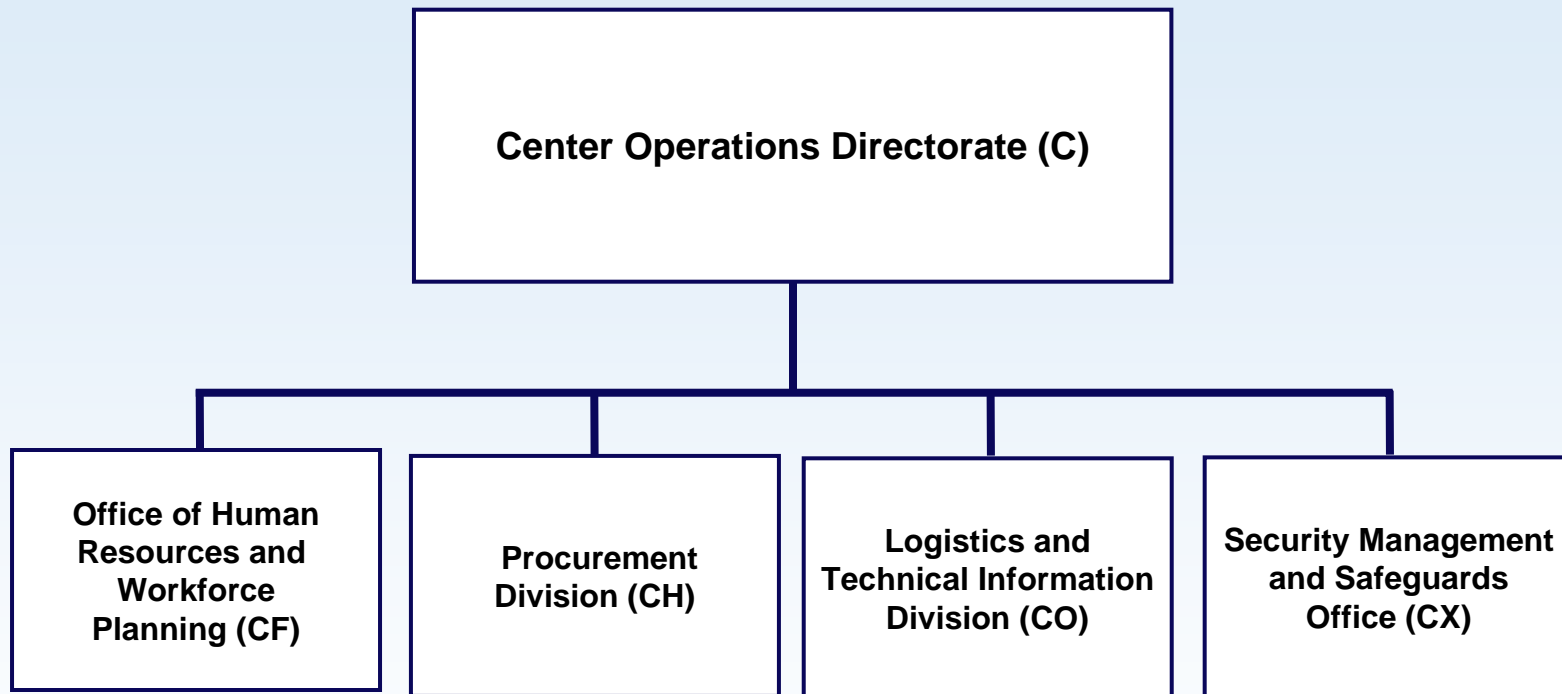 Center Operations Directorate (C)
Office of Human
Resources and
Workforce
Planning (CF)
Procurement
Division (CH)
Logistics and
Technical Information
Division (CO)
Security Management
and Safeguards
Office (CX)